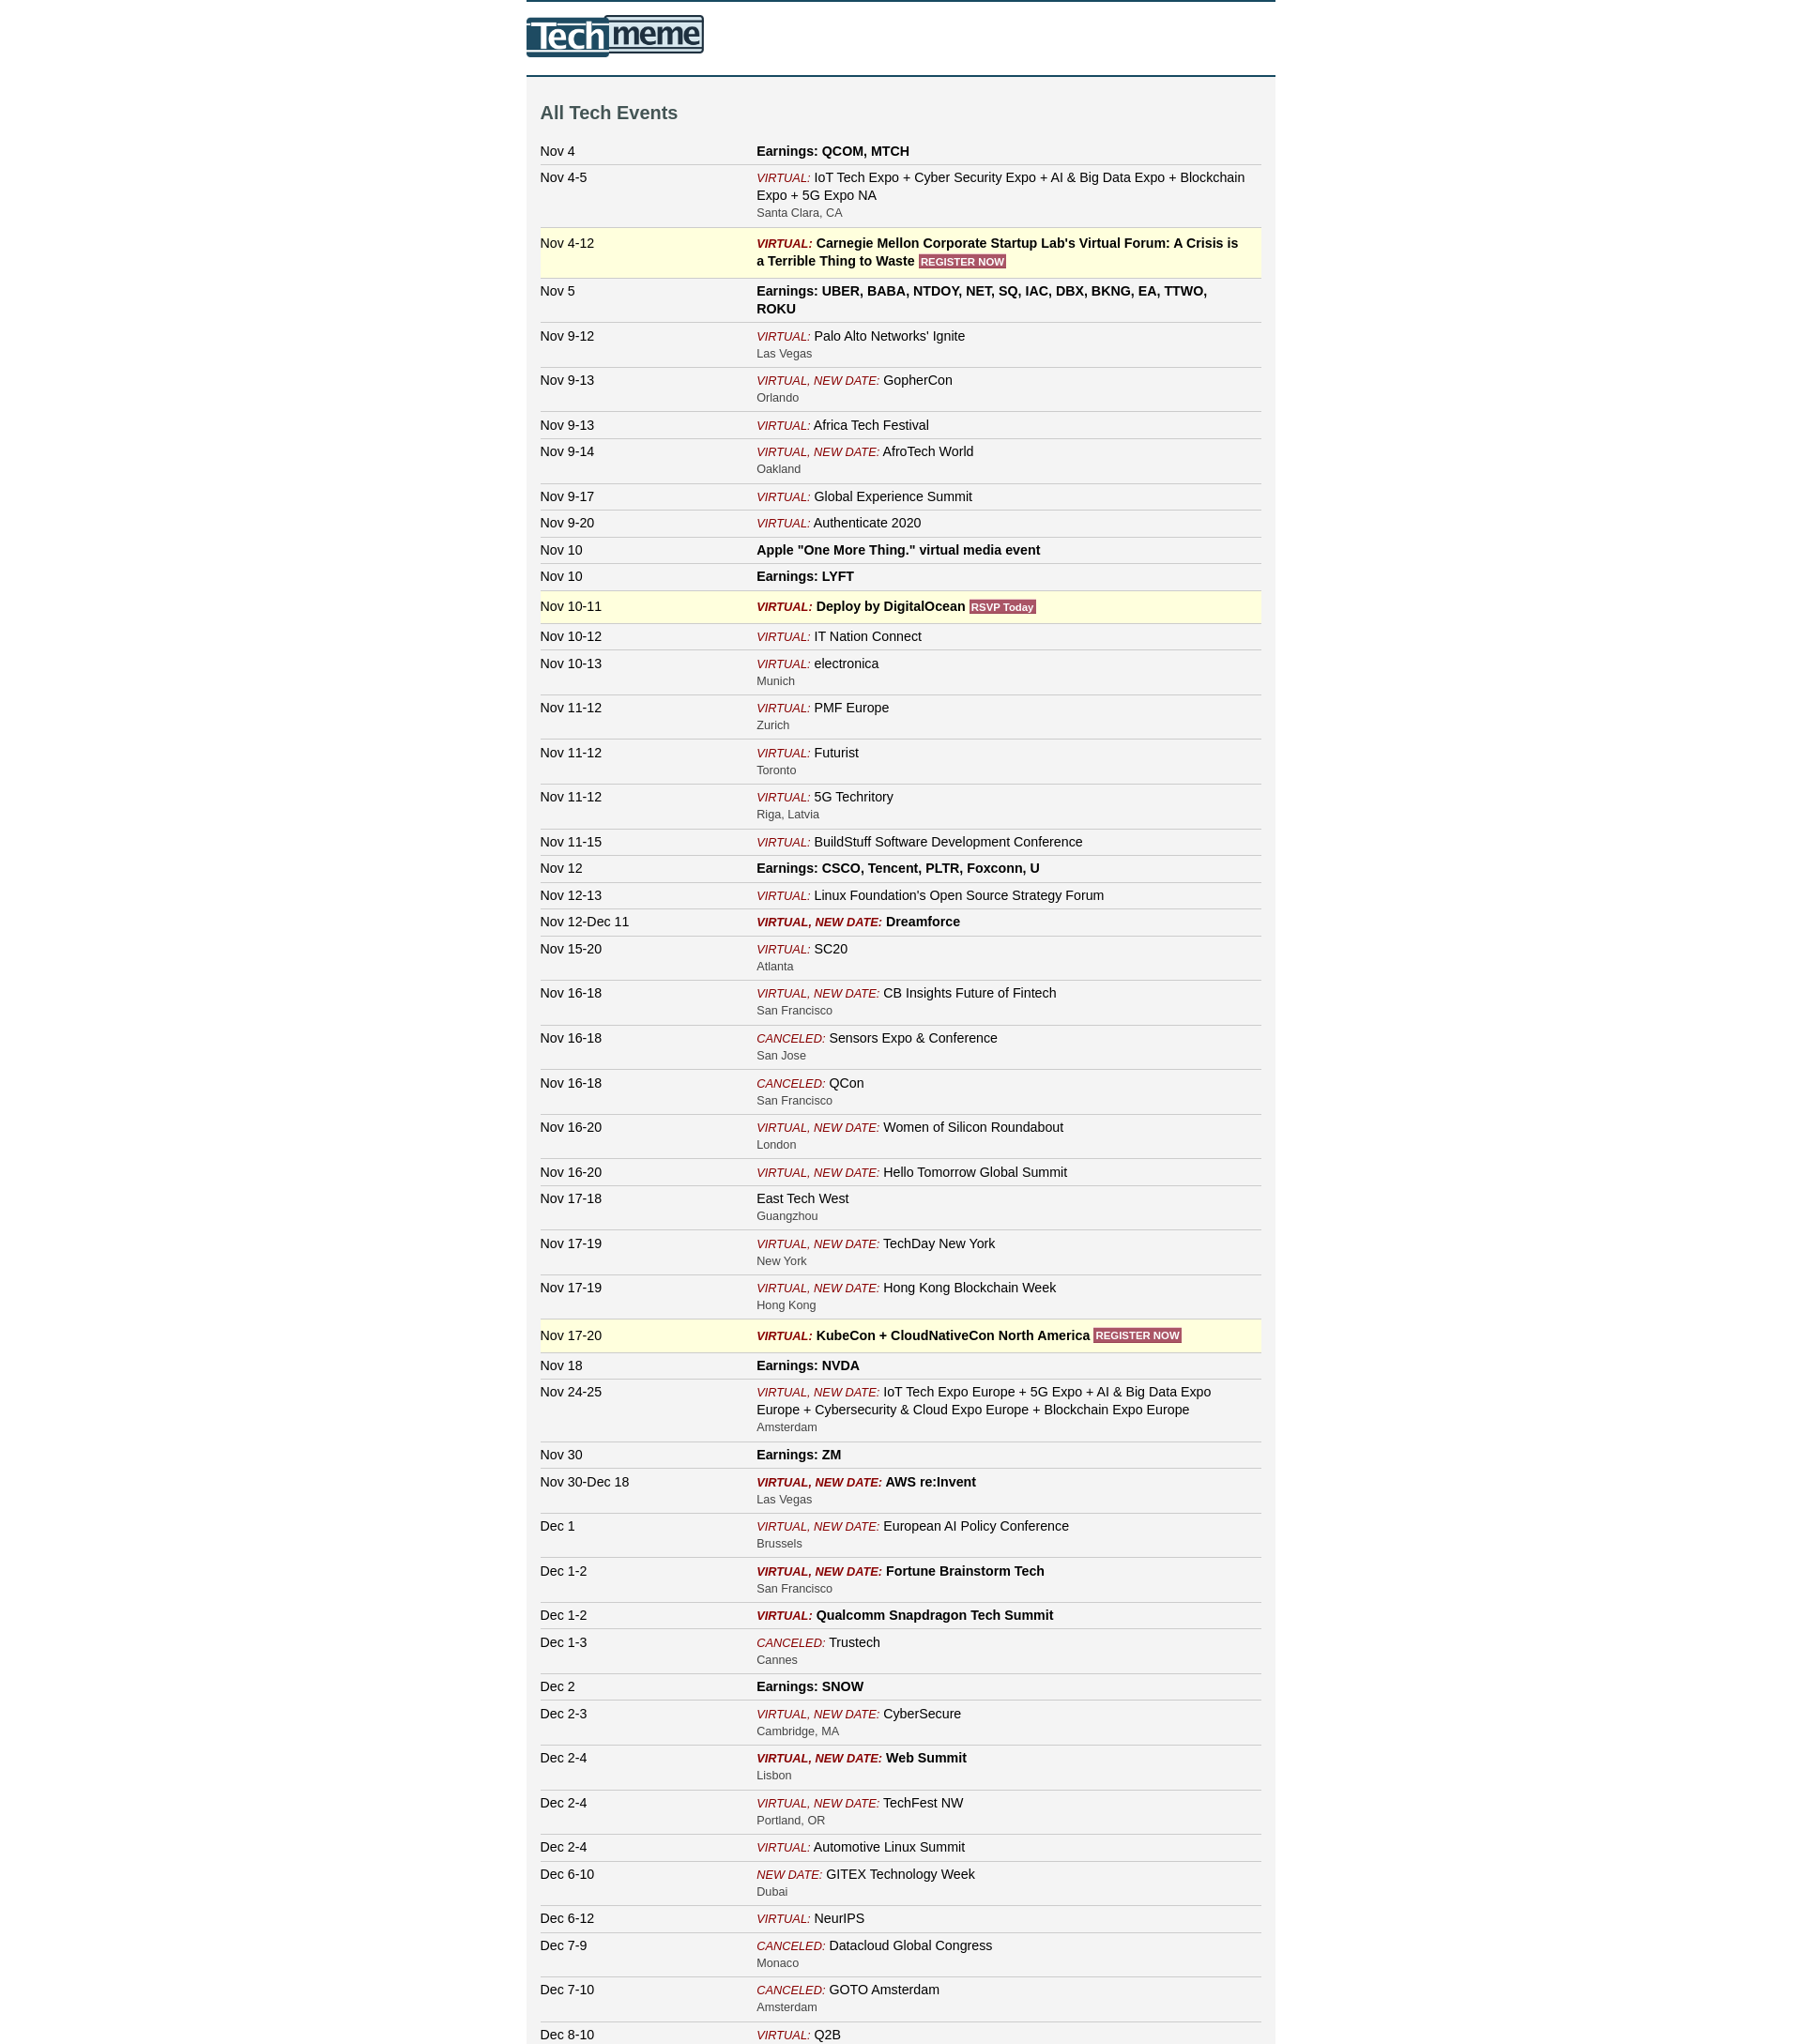 Techmeme
All Tech Events
Nov 4 Earnings: QCOM, MTCH
Nov 4-5 VIRTUAL: IoT Tech Expo + Cyber Security Expo + AI & Big Data Expo + Blockchain
Expo + 5G Expo NA
Santa Clara, CA
Nov 4-12 VIRTUAL: Carnegie Mellon Corporate Startup Lab's Virtual Forum: A Crisis is
a Terrible Thing to Waste REGISTER NOW
Nov 5 Earnings: UBER, BABA, NTDOY, NET, SQ, IAC, DBX, BKNG, EA, TTWO,
ROKU
Nov 9-12 VIRTUAL: Palo Alto Networks' Ignite
Las Vegas
Nov 9-13 VIRTUAL, NEW DATE: GopherCon
Orlando
Nov 9-13 VIRTUAL: Africa Tech Festival
Nov 9-14 VIRTUAL, NEW DATE: AfroTech World
Oakland
Nov 9-17 VIRTUAL: Global Experience Summit
Nov 9-20 VIRTUAL: Authenticate 2020
Nov 10 Apple "One More Thing." virtual media event
Nov 10 Earnings: LYFT
Nov 10-11 VIRTUAL: Deploy by DigitalOcean RSVP Today
Nov 10-12 VIRTUAL: IT Nation Connect
Nov 10-13 VIRTUAL: electronica
Munich
Nov 11-12 VIRTUAL: PMF Europe
Zurich
Nov 11-12 VIRTUAL: Futurist
Toronto
Nov 11-12 VIRTUAL: 5G Techritory
Riga, Latvia
Nov 11-15 VIRTUAL: BuildStuff Software Development Conference
Nov 12 Earnings: CSCO, Tencent, PLTR, Foxconn, U
Nov 12-13 VIRTUAL: Linux Foundation's Open Source Strategy Forum
Nov 12-Dec 11 VIRTUAL, NEW DATE: Dreamforce
Nov 15-20 VIRTUAL: SC20
Atlanta
Nov 16-18 VIRTUAL, NEW DATE: CB Insights Future of Fintech
San Francisco
Nov 16-18 CANCELED: Sensors Expo & Conference
San Jose
Nov 16-18 CANCELED: QCon
San Francisco
Nov 16-20 VIRTUAL, NEW DATE: Women of Silicon Roundabout
London
Nov 16-20 VIRTUAL, NEW DATE: Hello Tomorrow Global Summit
Nov 17-18 East Tech West
Guangzhou
Nov 17-19 VIRTUAL, NEW DATE: TechDay New York
New York
Nov 17-19 VIRTUAL, NEW DATE: Hong Kong Blockchain Week
Hong Kong
Nov 17-20 VIRTUAL: KubeCon + CloudNativeCon North America REGISTER NOW
Nov 18 Earnings: NVDA
Nov 24-25 VIRTUAL, NEW DATE: IoT Tech Expo Europe + 5G Expo + AI & Big Data Expo
Europe + Cybersecurity & Cloud Expo Europe + Blockchain Expo Europe
Amsterdam
Nov 30 Earnings: ZM
Nov 30-Dec 18 VIRTUAL, NEW DATE: AWS re:Invent
Las Vegas
Dec 1 VIRTUAL, NEW DATE: European AI Policy Conference
Brussels
Dec 1-2 VIRTUAL, NEW DATE: Fortune Brainstorm Tech
San Francisco
Dec 1-2 VIRTUAL: Qualcomm Snapdragon Tech Summit
Dec 1-3 CANCELED: Trustech
Cannes
Dec 2 Earnings: SNOW
Dec 2-3 VIRTUAL, NEW DATE: CyberSecure
Cambridge, MA
Dec 2-4 VIRTUAL, NEW DATE: Web Summit
Lisbon
Dec 2-4 VIRTUAL, NEW DATE: TechFest NW
Portland, OR
Dec 2-4 VIRTUAL: Automotive Linux Summit
Dec 6-10 NEW DATE: GITEX Technology Week
Dubai
Dec 6-12 VIRTUAL: NeurIPS
Dec 7-9 CANCELED: Datacloud Global Congress
Monaco
Dec 7-10 CANCELED: GOTO Amsterdam
Amsterdam
Dec 8-10 VIRTUAL: Q2B